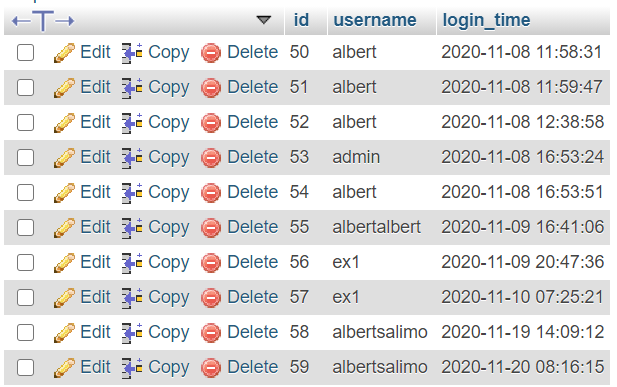 id username login_time
Edit Copy Delete 50 albert 2020-11-08 11:58:31
Edit Copy Delete 51 albert 2020-11-08 11:59:47
Edit Copy Delete 52 albert 2020-11-08 12:38:58
Edit Copy Delete 53 admin 2020-11-08 16:53:24
Edit Copy Delete 54 albert 2020-11-08 16:53:51
Edit Copy Delete 55 albertalbert 2020-11-09 16:41:06
Edit Copy Delete 56 ex1 2020-11-09 20:47:36
Edit Copy Delete 57 ex1 2020-11-10 07:25:21
Edit Copy Delete 58 albertsalimo 2020-11-19 14:09:12
Edit Copy Delete 59 albertsalimo 2020-11-20 08:16:15